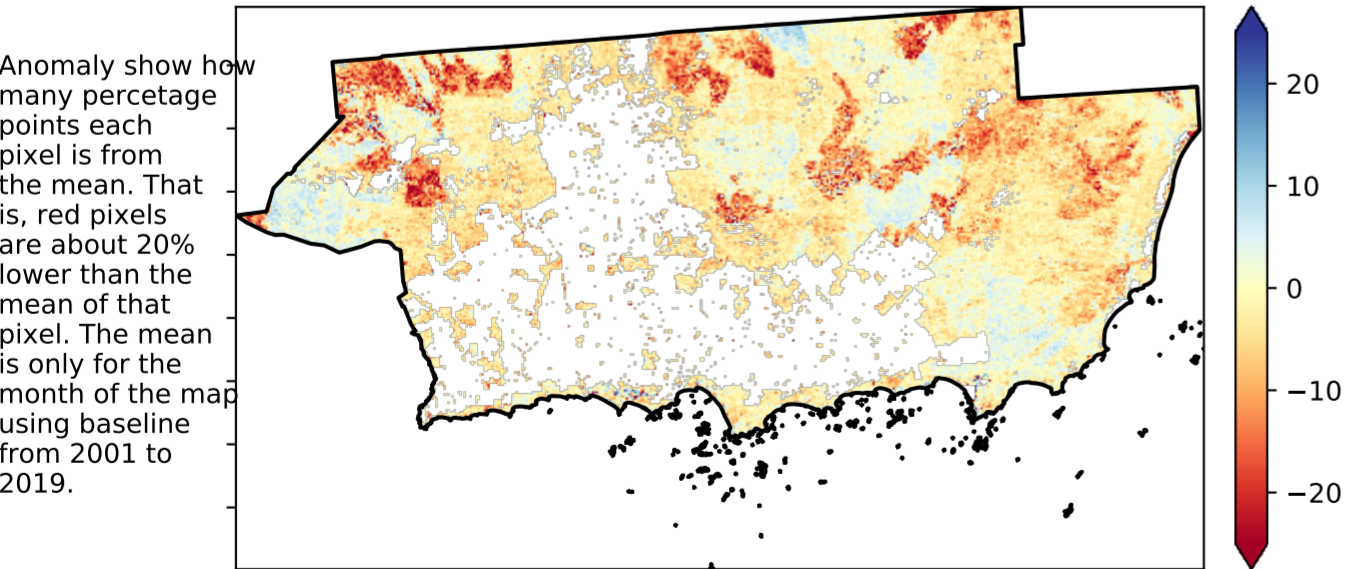 Anomaly show how
many percetage
points each
pixel is from
the mean. That
is, red pixels
are about 20%
lower than the
mean of that
pixel. The mean
is only for the
month of the map
using baseline
from 2001 to
2019.
20
10
0
−10
−20